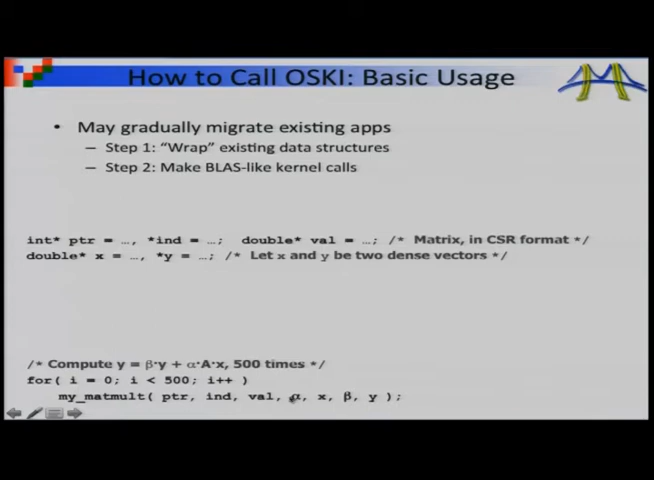 How to Call OSKI: Basic Usage
• May gradually migrate existing apps
– Step 1: "Wrap" existing data structures
– Step 2: Make BLAS-like kernel calls
int* ptr = …, *ind = …; double* val = …; /* Matrix, in CSR format */
double* x = …, *y = …; /* Let x and y be two dense vectors */
/* Compute y = β·y + α·A·x, 500 times */
for( i = 0; i < 500; i++ )
my_matmult( ptr, ind, val, α, x, β, y );